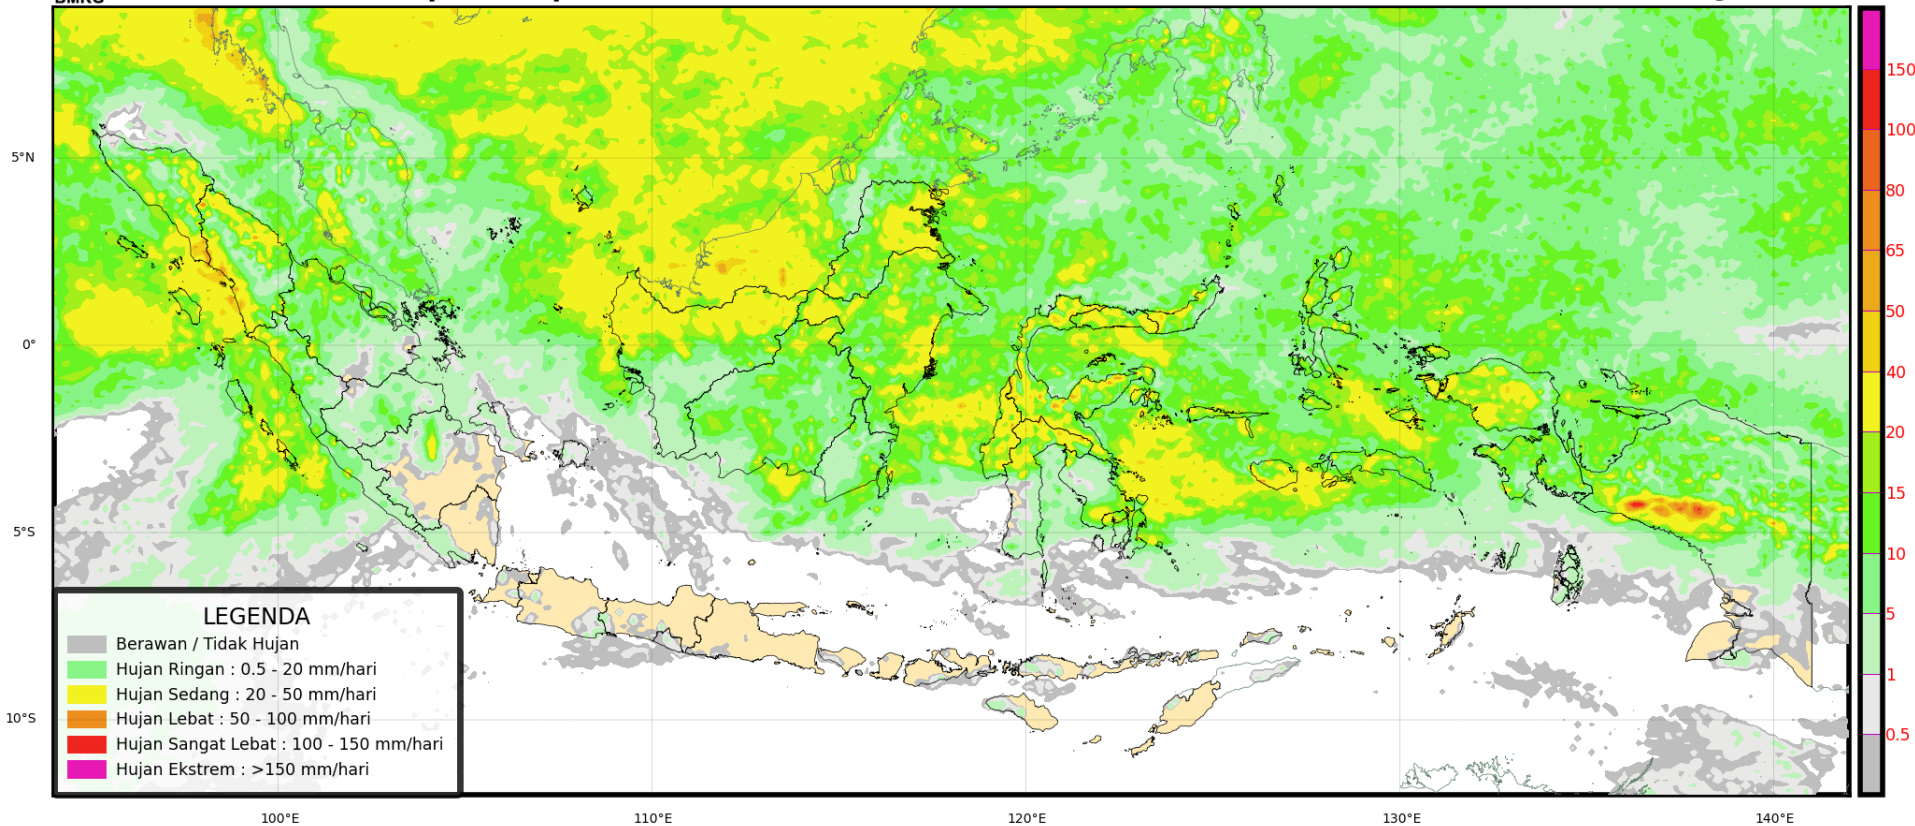 5°N
0°
5°S
10°S
100°E
110°E
120°E
130°E
140°E
LEGENDA
Berawan / Tidak Hujan
Hujan Ringan : 0.5 - 20 mm/hari
Hujan Sedang : 20 - 50 mm/hari
Hujan Lebat : 50 - 100 mm/hari
Hujan Sangat Lebat : 100 - 150 mm/hari
Hujan Ekstrem : >150 mm/hari
150
100
80
65
50
40
20
15
10
5
1
0.5